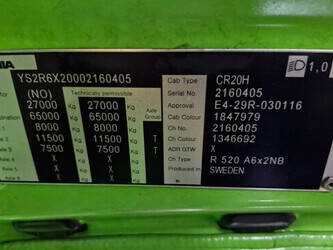 NIA
YS2R6X20002160405
(NO) Technically permissible
27000 Kg 27000 Kg
65000 Kg 65000 Kg Axle
8000 Kg 8000 Kg Group
11500 Kg 11500 Kg T
7500 Kg 7500 Kg T
Cab Type CR20H
Serial No. 2160405
Approval E4-29R-030116
Cab Colour 1847979
Ch No 2160405
Ch Colour 1346692
ADR GTW X
Ch Type R 520 A6x2NB
Produced in SWEDEN
1,0